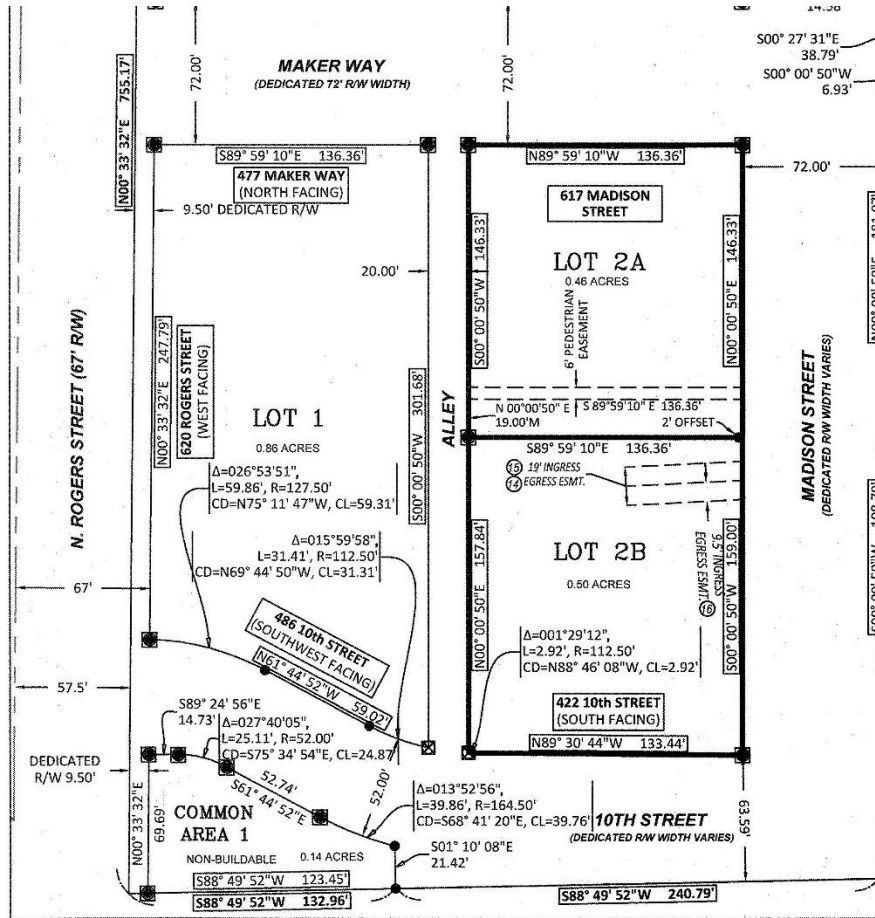 14.58
S00° 27' 31"E
38.79'
S00° 00' 50"W
6.93'
72.00'
72.00'
MAKER WAY
(DEDICATED 72' R/W WIDTH)
N00° 33' 32"E 755.17'
S89° 59' 10"E 136.36'
N89° 59' 10"W 136.36'
477 MAKER WAY
(NORTH FACING)
9.50' DEDICATED R/W
617 MADISON
STREET
72.00'
20.00'
S00° 00' 50"W 146.33'
N00° 00' 50"E 146.33'
LOT 2A
0.46 ACRES
6' PEDESTRIAN
EASEMENT
N. ROGERS STREET (67' R/W)
N00° 33' 32"E 247.79'
620 ROGERS STREET
(WEST FACING)
LOT 1
0.86 ACRES
S00° 00' 50"W 301.68'
ALLEY
MADISON STREET
(DEDICATED R/W WIDTH VARIES)
N 00°00'50" E
19.00'M
S 89°59'10" E 136.36'
2' OFFSET
S89° 59' 10"E 136.36'
15 19' INGRESS
14 EGRESS ESMT.
Δ=026°53'51",
L=59.86', R=127.50'
CD=N75° 11' 47"W, CL=59.31'
Δ=015°59'58",
L=31.41', R=112.50'
CD=N69° 44' 50"W, CL=31.31'
N00° 00' 50"E 157.84'
LOT 2B
0.50 ACRES
9.5' INGRESS
EGRESS ESMT. 16
S00° 00' 50"W 159.00'
67'
486 10th STREET
(SOUTHWEST FACING)
N61° 44' 52"W 59.02'
Δ=001°29'12",
L=2.92', R=112.50'
CD=N88° 46' 08"W, CL=2.92'
57.5'
S89° 24' 56"E
14.73'
Δ=027°40'05",
L=25.11', R=52.00'
CD=S75° 34' 54"E, CL=24.87'
422 10th STREET
(SOUTH FACING)
N89° 30' 44"W 133.44'
DEDICATED
R/W 9.50'
52.74'
S61° 44' 52"E
52.00'
Δ=013°52'56",
L=39.86', R=164.50'
CD=S68° 41' 20"E, CL=39.76'
10TH STREET
(DEDICATED R/W WIDTH VARIES)
63.59'
N00° 33' 32"E
69.69'
COMMON
AREA 1
NON-BUILDABLE 0.14 ACRES
S01° 10' 08"E
21.42'
S88° 49' 52"W 123.45'
S88° 49' 52"W 132.96'
S88° 49' 52"W 240.79'